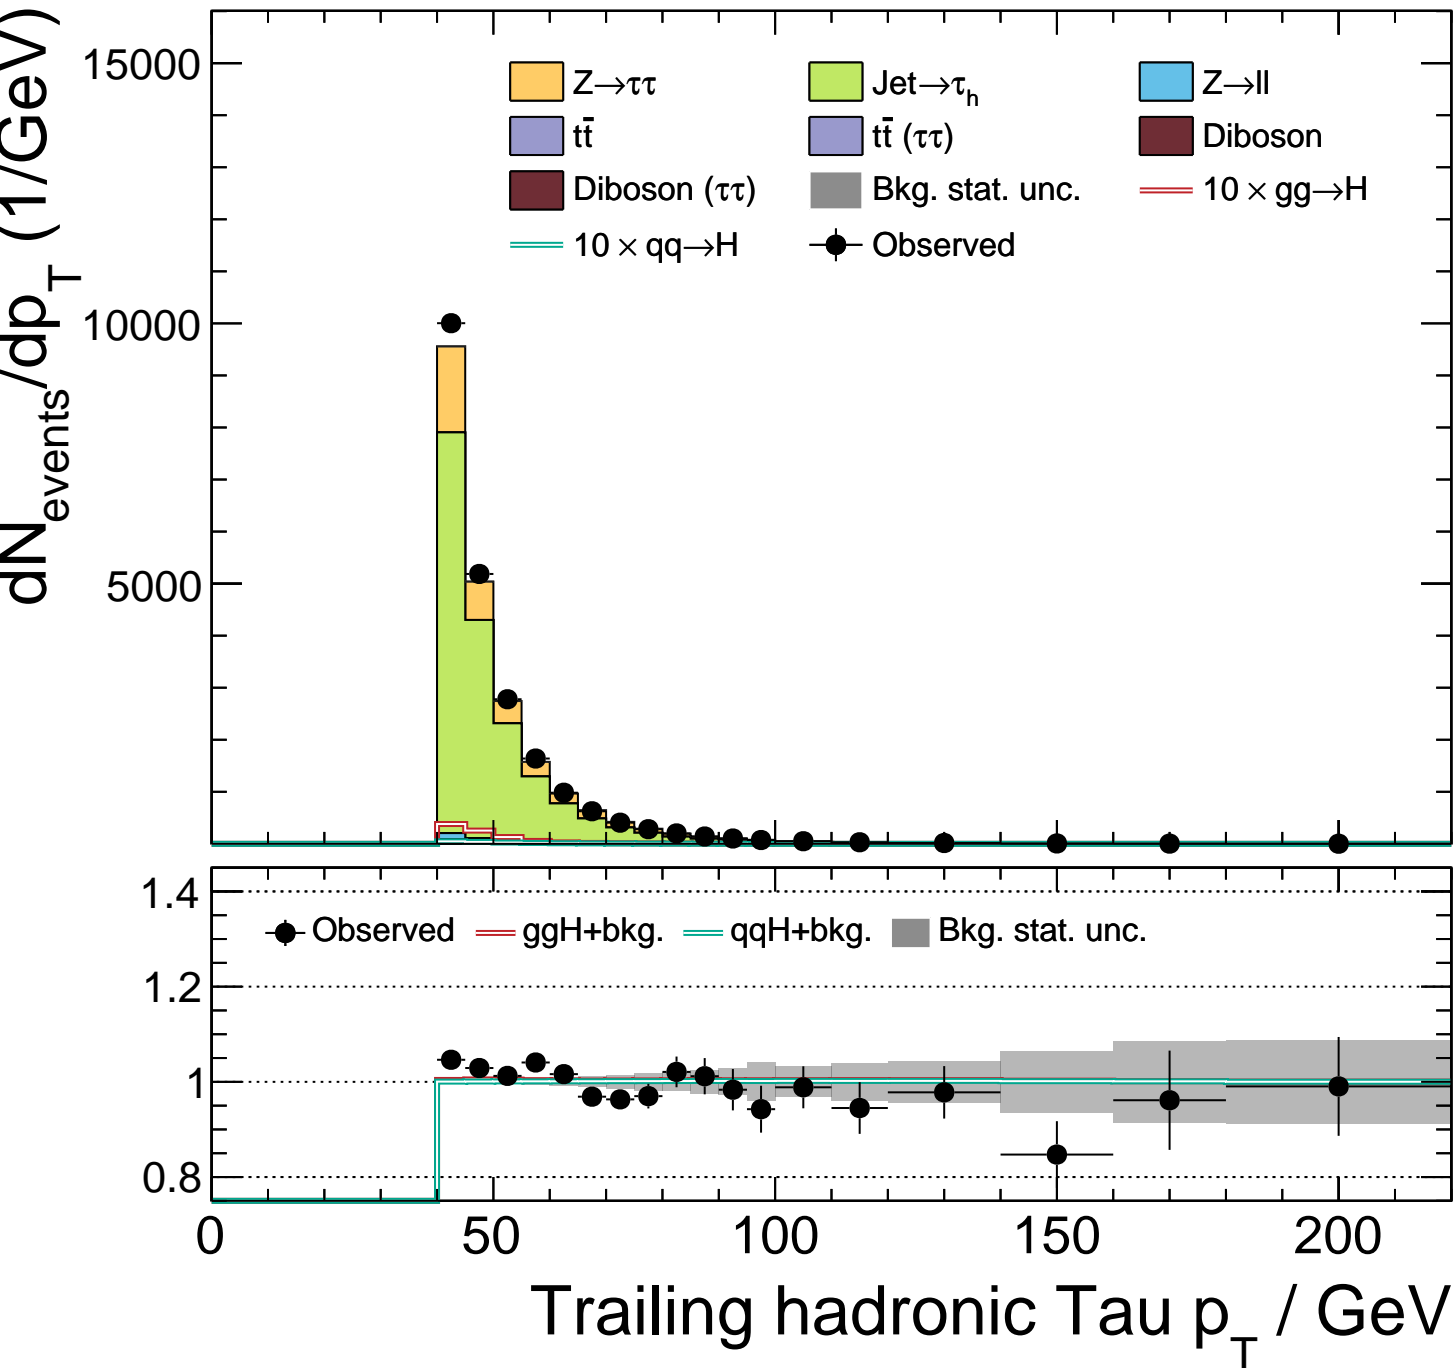 15000
10000
5000
dN_events/dp_T (1/GeV)
Z→ττ Jet→τ_h Z→ll
tt̄ tt̄ (ττ) Diboson
Diboson (ττ) Bkg. stat. unc. 10 × gg→H
10 × qq→H Observed
1.4
1.2
1
0.8
Observed ggH+bkg. qqH+bkg. Bkg. stat. unc.
0 50 100 150 200
Trailing hadronic Tau p_T / GeV